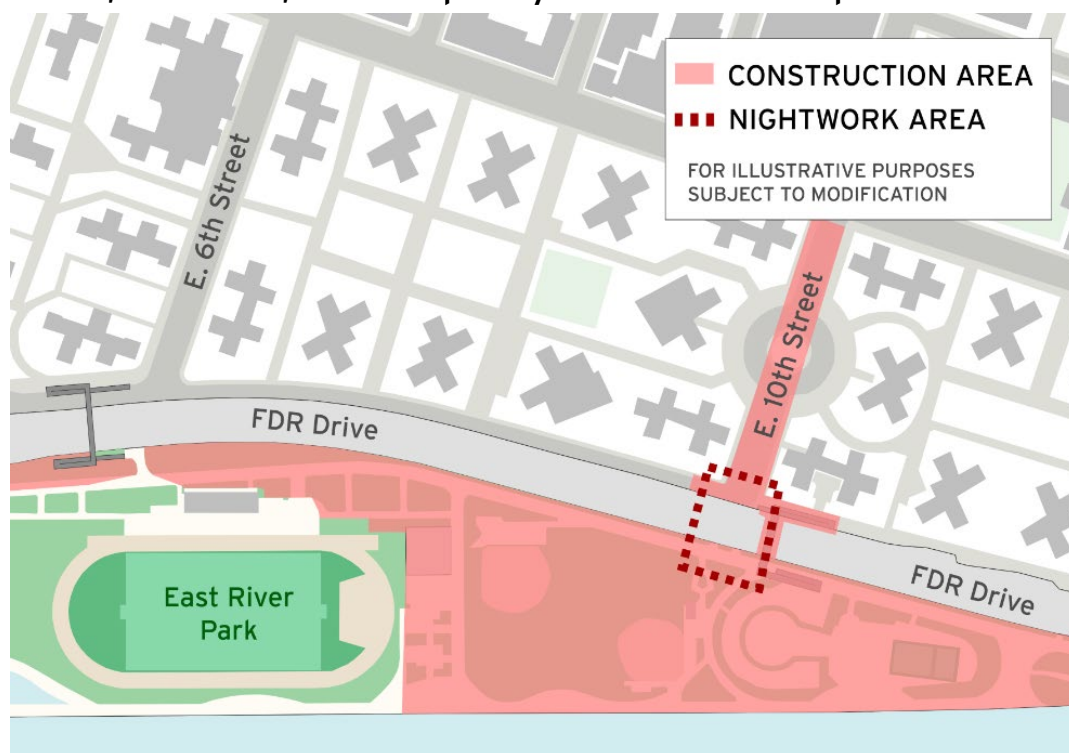 CONSTRUCTION AREA
NIGHTWORK AREA
FOR ILLUSTRATIVE PURPOSES
SUBJECT TO MODIFICATION
E. 6th Street
E. 10th Street
FDR Drive
FDR Drive
East River
Park